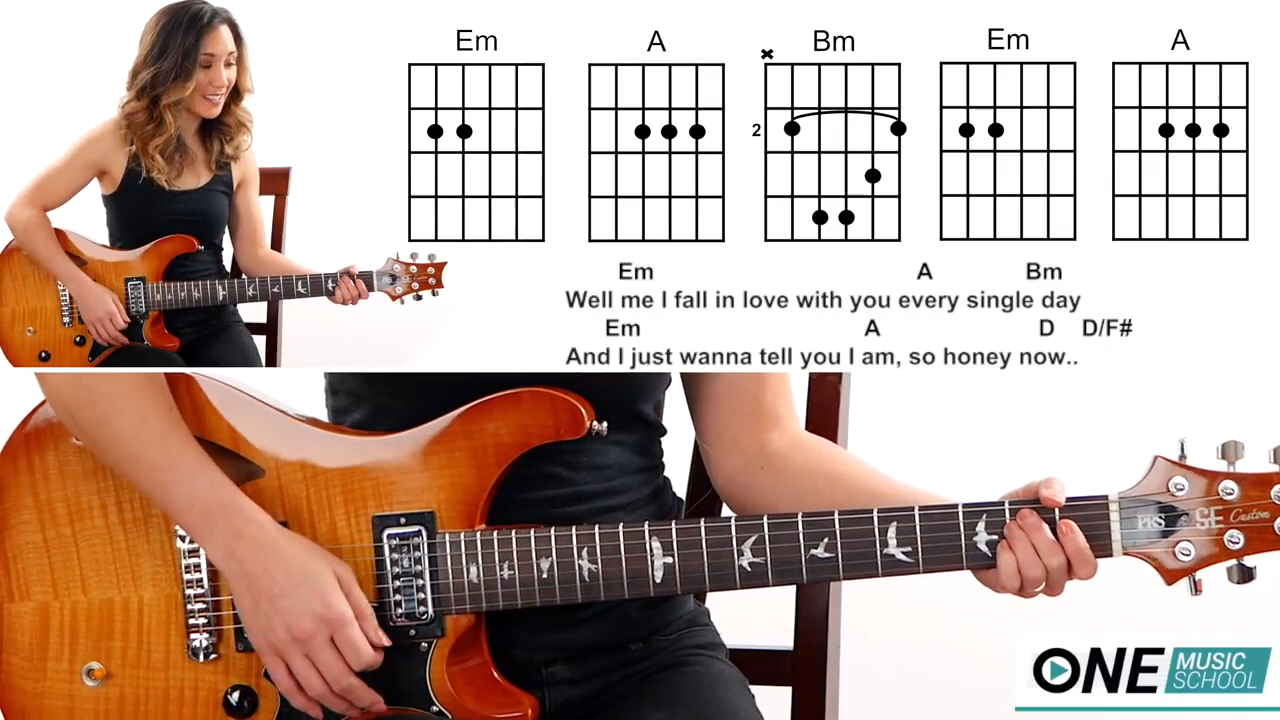 Em A Bm Em A
2
Em A Bm
Well me I fall in love with you every single day
Em A D D/F#
And I just wanna tell you I am, so honey now..
PRS SE Custom
ONE MUSIC SCHOOL